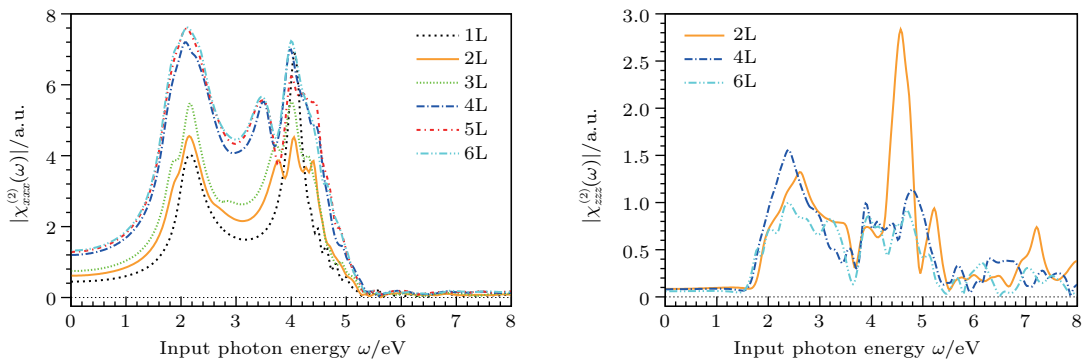 |χ^{(2)}_{xxx}(ω)|/a.u.
8
6
4
2
0
1L
2L
3L
4L
5L
6L
0 1 2 3 4 5 6 7 8
Input photon energy ω/eV
|χ^{(2)}_{zzz}(ω)|/a.u.
3.0
2.5
2.0
1.5
1.0
0.5
0
2L
4L
6L
0 1 2 3 4 5 6 7 8
Input photon energy ω/eV